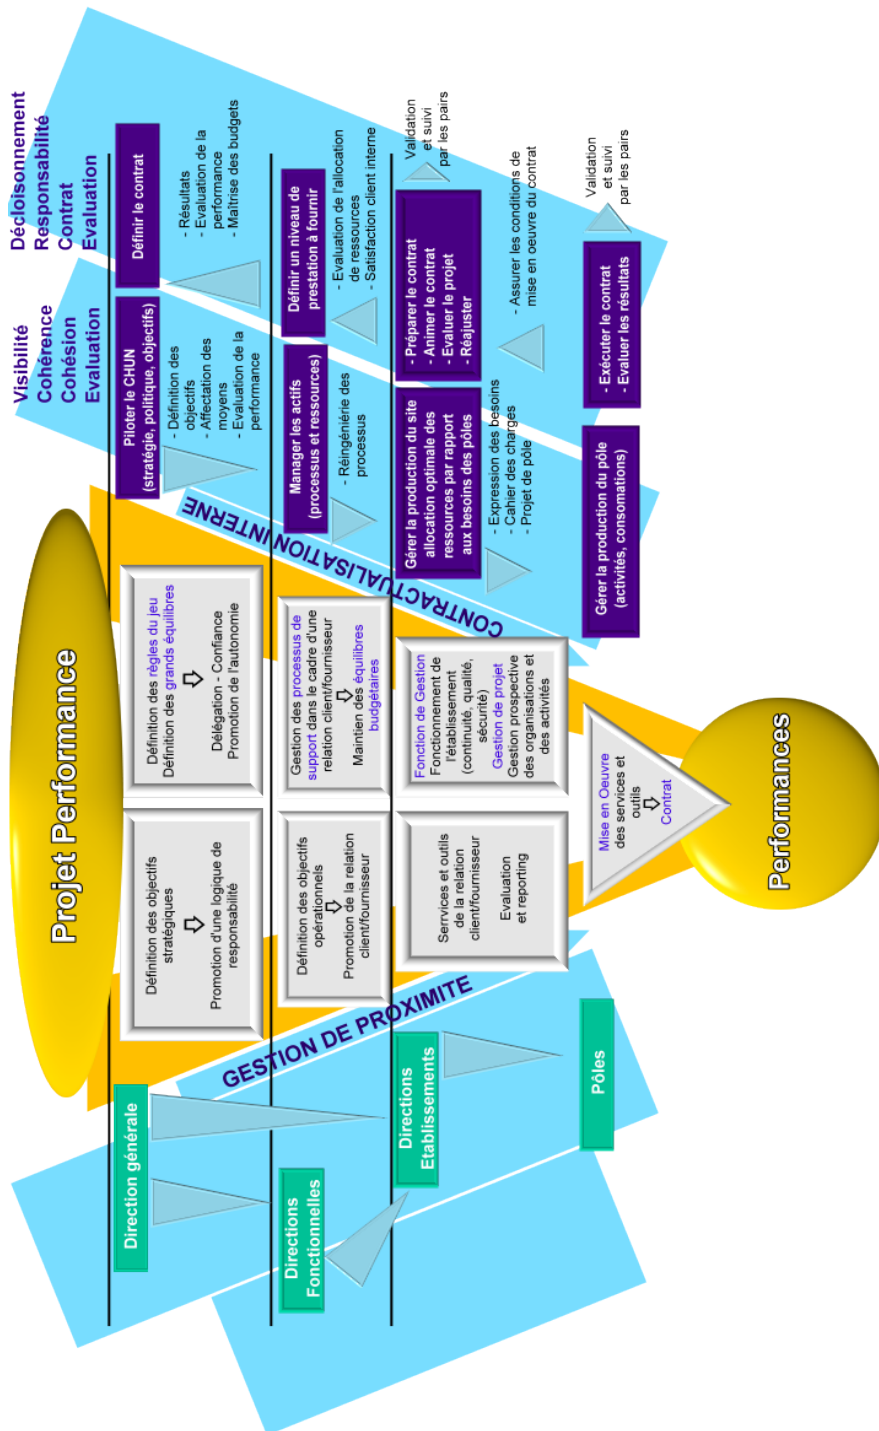 Projet Performance
Visibilité
Cohérence
Cohésion
Evaluation
Décloisonnement
Responsabilité
Contrat
Evaluation
Direction générale
Définition des objectifs
stratégiques
Promotion d'une logique de
responsabilité
Définition des règles du jeu
Définition des grands équilibres
Délégation - Confiance
Promotion de l'autonomie
Piloter le CHUN
(stratégie, politique, objectifs)
- Définition des
objectifs
- Affectation des
moyens
- Evaluation de la
performance
Définir le contrat
- Résultats
- Evaluation de la
performance
- Maîtrise des budgets
GESTION DE PROXIMITE
CONTRACTUALISATION INTERNE
Directions
Fonctionnelles
Définition des objectifs
opérationnels
Promotion de la relation
client/fournisseur
Gestion des processus de
support dans le cadre d'une
relation client/fournisseur
Maintien des équilibres
budgétaires
Manager les actifs
(processus et ressources)
- Réingéniérie des
processus
Définir un niveau de
prestation à fournir
- Evaluation de l'allocation
de ressources
- Satisfaction client interne
Directions
Etablissements
Serrvices et outils
de la relation
client/fournisseur
Evaluation
et reporting
Fonction de Gestion
Fonctionnement de
l'établissement
(continuité, qualité,
sécurité)
Gestion de projet
Gestion prospective
des organisations et
des activités
Gérer la production du site
allocation optimale des
ressources par rapport
aux besoins des pôles
- Expression des besoins
- Cahier des charges
- Projet de pôle
- Préparer le contrat
- Animer le contrat
- Evaluer le projet
- Réajuster
- Assurer les conditions de
mise en oeuvre du contrat
Validation
et suivi
par les pairs
Pôles
Mise en Oeuvre
des services et
outils
Contrat
Gérer la production du pôle
(activités, consomations)
- Exécuter le contrat
- Evaluer les résultats
Validation
et suivi
par les pairs
Performances